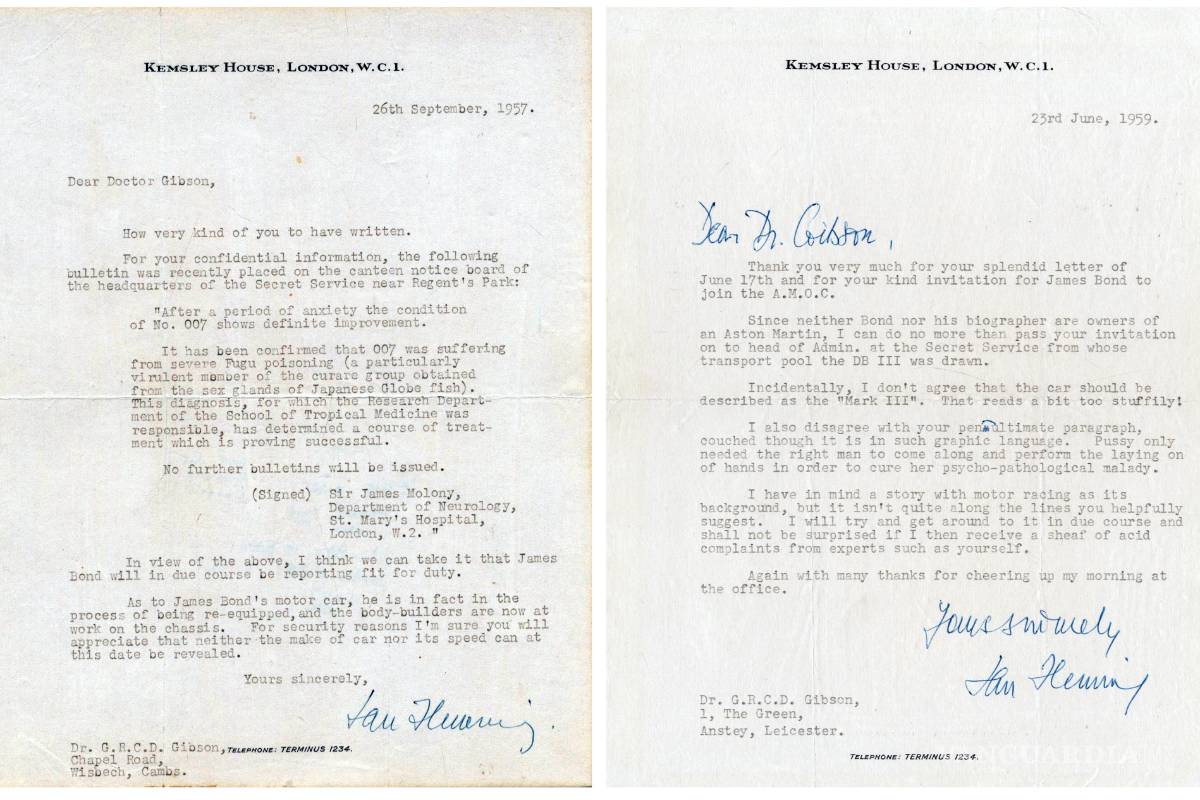 KEMSLEY HOUSE, LONDON, W.C.1.
26th September, 1957.
Dear Doctor Gibson,
How very kind of you to have written.
For your confidential information, the following
bulletin was recently placed on the canteen notice board of
the headquarters of the Secret Service near Regent's Park:
"After a period of anxiety the condition
of No. 007 shows definite improvement.
It has been confirmed that 007 was suffering
from severe Fugu poisoning (a particularly
virulent member of the curare group obtained
from the sex glands of Japanese Globe fish).
This diagnosis, for which the Research Depart-
ment of the School of Tropical Medicine was
responsible, has determined a course of treat-
ment which is proving successful.
No further bulletins will be issued.
(Signed) Sir James Molony,
Department of Neurology,
St. Mary's Hospital,
London, W.2. "
In view of the above, I think we can take it that James
Bond will in due course be reporting fit for duty.
As to James Bond's motor car, he is in fact in the
process of being re-equipped,and the body-builders are now at
work on the chassis. For security reasons I'm sure you will
appreciate that neither the make of car nor its speed can at
this date be revealed.
Yours sincerely,
Ian Fleming.
Dr. G.R.C.D. Gibson,
TELEPHONE: TERMINUS 1234.
Chapel Road,
Wisbech, Cambs.
KEMSLEY HOUSE, LONDON, W.C.1.
23rd June, 1959.
Dear Dr. Gibson,
Thank you very much for your splendid letter of
June 17th and for your kind invitation for James Bond to
join the A.M.O.C.
Since neither Bond nor his biographer are owners of
an Aston Martin, I can do no more than pass your invitation
on to head of Admin. at the Secret Service from whose
transport pool the DB III was drawn.
Incidentally, I don't agree that the car should be
described as the "Mark III". That reads a bit too stuffily!
I also disagree with your penultimate paragraph,
couched though it is in such graphic language. Pussy only
needed the right man to come along and perform the laying on
of hands in order to cure her psycho-pathological malady.
I have in mind a story with motor racing as its
background, but it isn't quite along the lines you helpfully
suggest. I will try and get around to it in due course and
shall not be surprised if I then receive a sheaf of acid
complaints from experts such as yourself.
Again with many thanks for cheering up my morning at
the office.
Yours sincerely
Ian Fleming
Dr. G.R.C.D. Gibson,
1, The Green,
Anstey, Leicester.
TELEPHONE: TERMINUS 1234.
VANGUARDIA